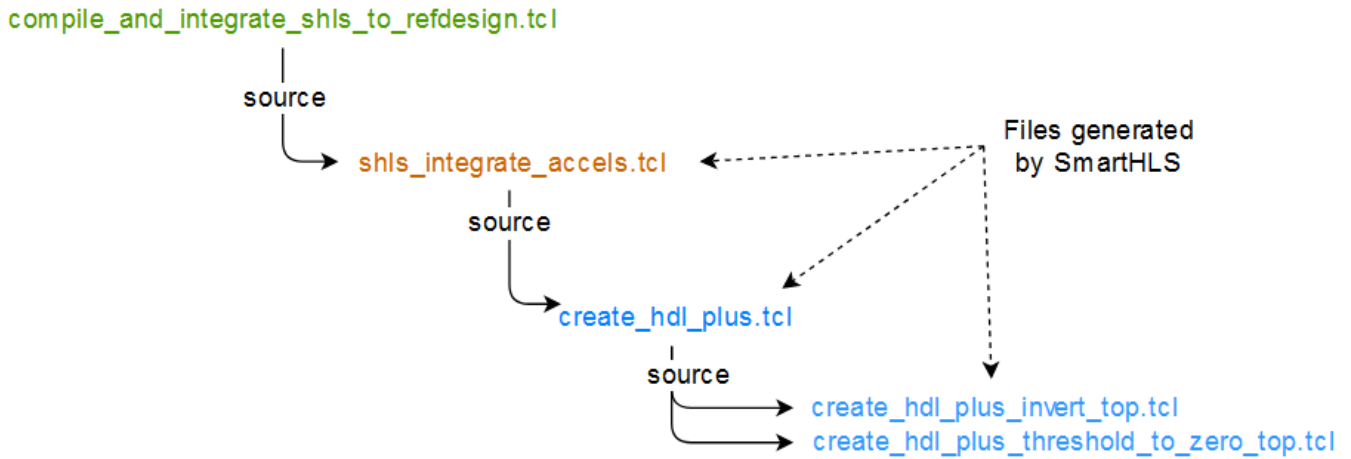 compile_and_integrate_shls_to_refdesign.tcl
source
Files generated
by SmartHLS
shls_integrate_accels.tcl
source
create_hdl_plus.tcl
source
create_hdl_plus_invert_top.tcl
create_hdl_plus_threshold_to_zero_top.tcl